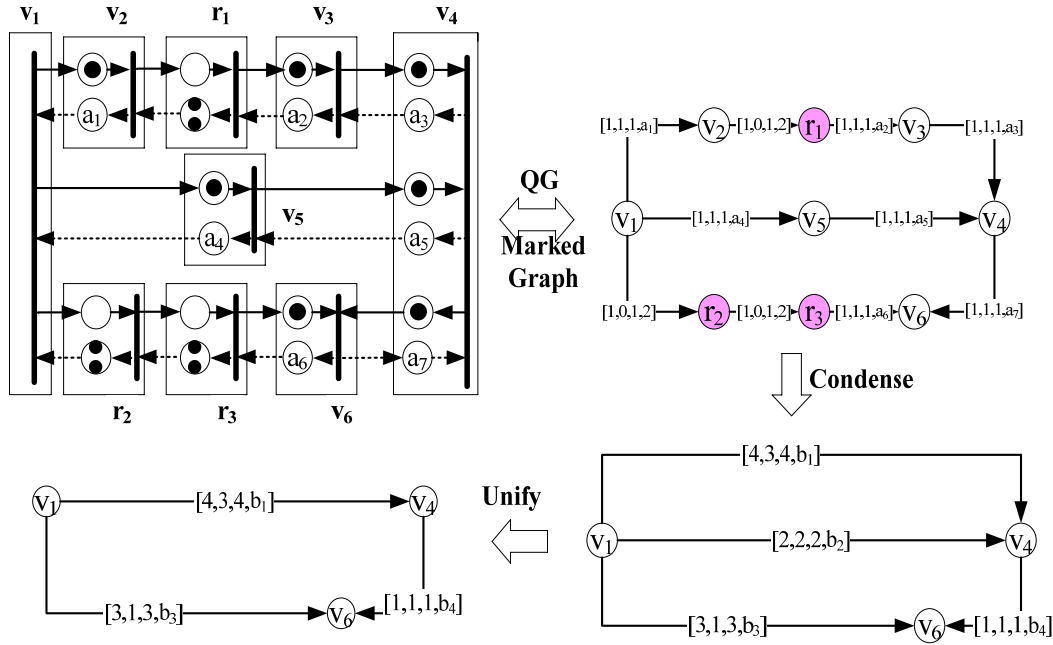 v₁ v₂ r₁ v₃ v₄
a₁ a₂ a₃
v₅
a₄ a₅
a₆ a₇
r₂ r₃ v₆
QG
Marked
Graph
[1,1,1,a₁] v₂ [1,0,1,2] r₁ [1,1,1,a₂] v₃ [1,1,1,a₃]
v₁ [1,1,1,a₄] v₅ [1,1,1,a₅] v₄
[1,0,1,2] r₂ [1,0,1,2] r₃ [1,1,1,a₆] v₆ [1,1,1,a₇]
Condense
[4,3,4,b₁]
v₁ [2,2,2,b₂] v₄
[3,1,3,b₃] v₆ [1,1,1,b₄]
Unify
v₁ [4,3,4,b₁] v₄
[3,1,3,b₃] v₆ [1,1,1,b₄]